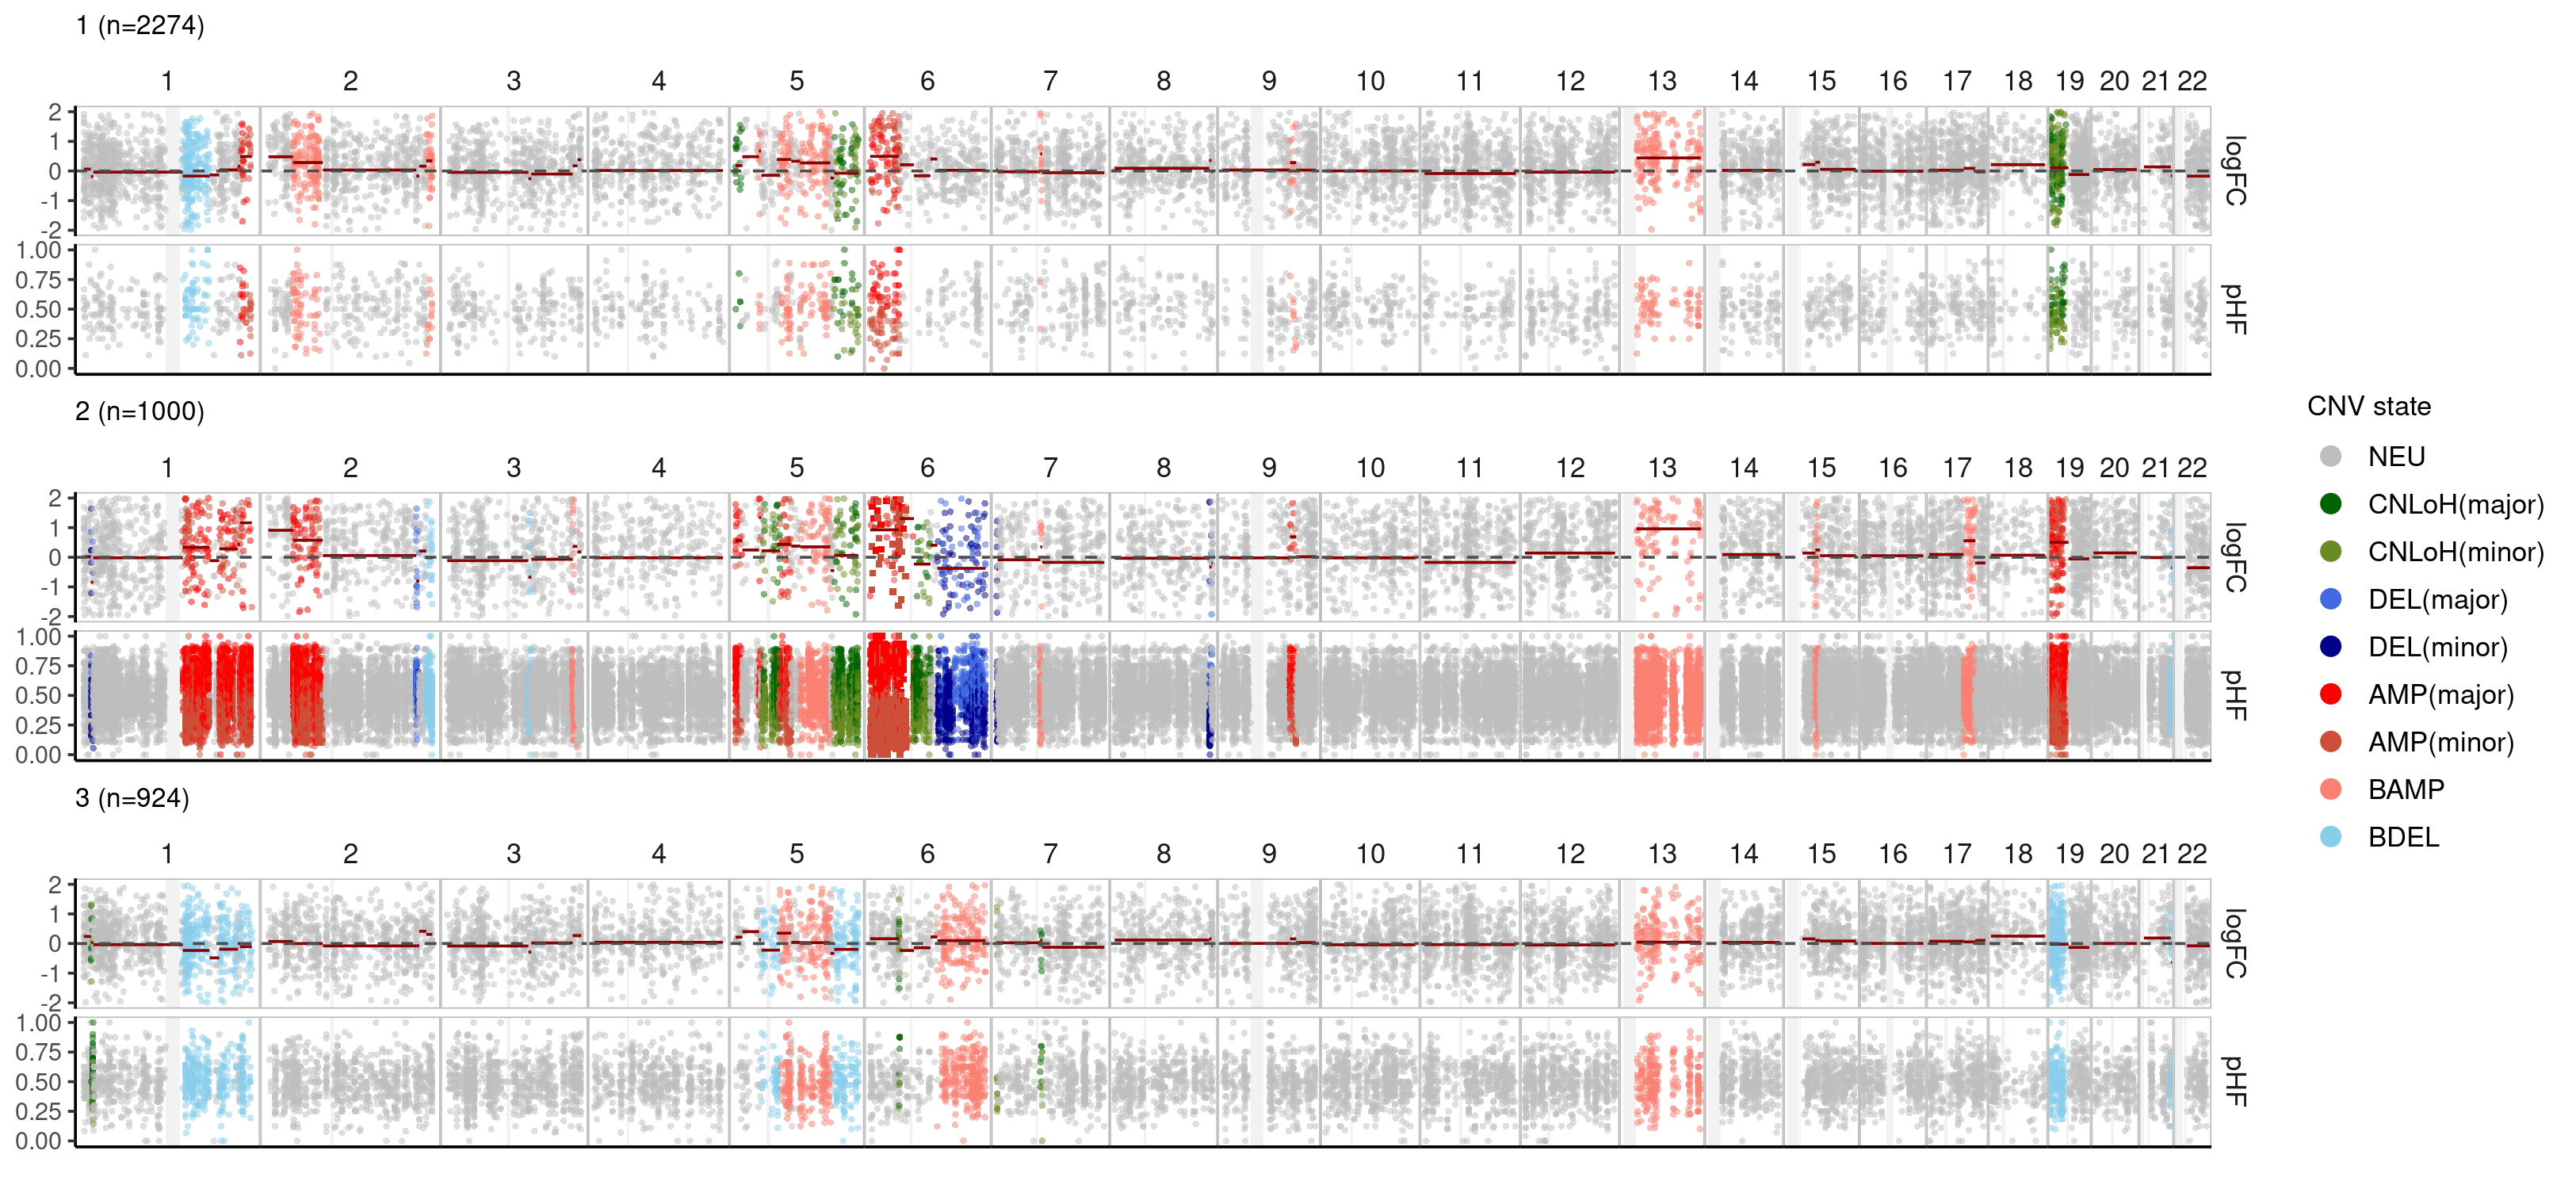 1 (n=2274)
1 2 3 4 5 6 7 8 9 10 11 12 13 14 15 16 17 18 19 20 21 22
2
1
0
-1
-2
logFC
1.00
0.75
0.50
0.25
0.00
pHF
2 (n=1000)
1 2 3 4 5 6 7 8 9 10 11 12 13 14 15 16 17 18 19 20 21 22
2
1
0
-1
-2
logFC
1.00
0.75
0.50
0.25
0.00
pHF
3 (n=924)
1 2 3 4 5 6 7 8 9 10 11 12 13 14 15 16 17 18 19 20 21 22
2
1
0
-1
-2
logFC
1.00
0.75
0.50
0.25
0.00
pHF
CNV state
NEU
CNLoH(major)
CNLoH(minor)
DEL(major)
DEL(minor)
AMP(major)
AMP(minor)
BAMP
BDEL